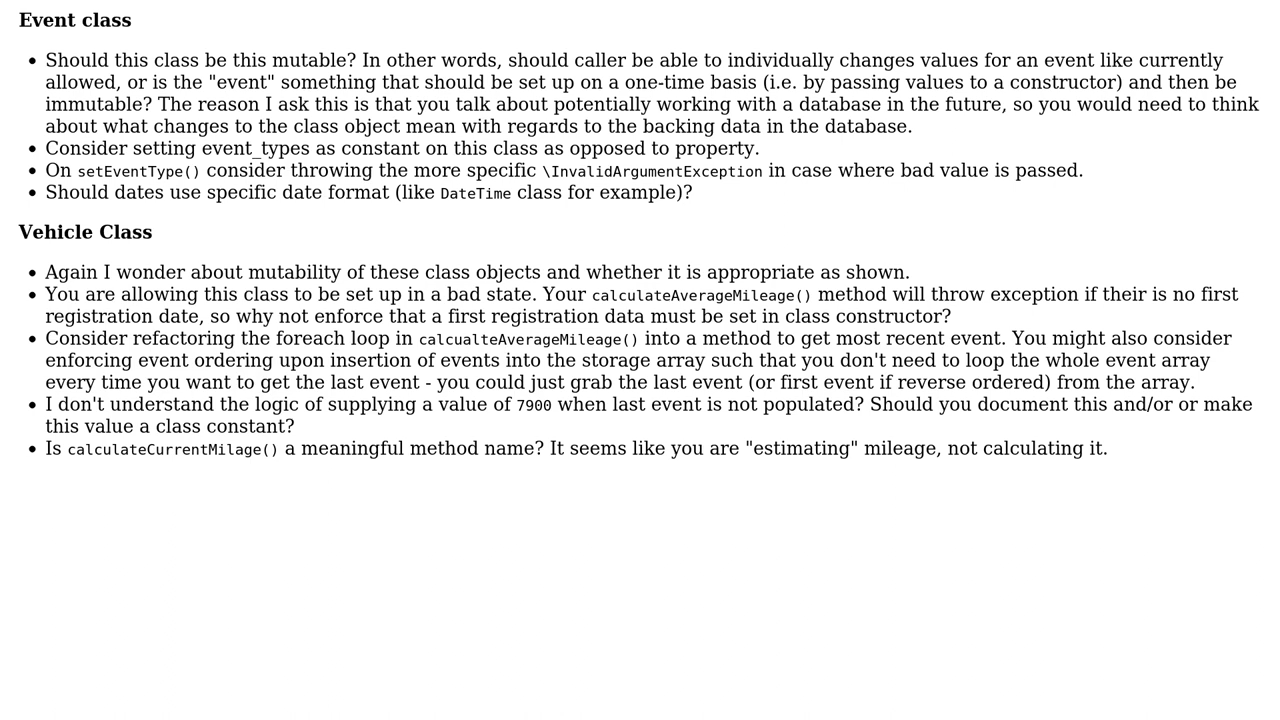 Event class
• Should this class be this mutable? In other words, should caller be able to individually changes values for an event like currently
allowed, or is the "event" something that should be set up on a one-time basis (i.e. by passing values to a constructor) and then be
immutable? The reason I ask this is that you talk about potentially working with a database in the future, so you would need to think
about what changes to the class object mean with regards to the backing data in the database.
• Consider setting event_types as constant on this class as opposed to property.
• On setEventType() consider throwing the more specific \InvalidArgumentException in case where bad value is passed.
• Should dates use specific date format (like DateTime class for example)?
Vehicle Class
• Again I wonder about mutability of these class objects and whether it is appropriate as shown.
• You are allowing this class to be set up in a bad state. Your calculateAverageMileage() method will throw exception if their is no first
registration date, so why not enforce that a first registration data must be set in class constructor?
• Consider refactoring the foreach loop in calcualteAverageMileage() into a method to get most recent event. You might also consider
enforcing event ordering upon insertion of events into the storage array such that you don't need to loop the whole event array
every time you want to get the last event - you could just grab the last event (or first event if reverse ordered) from the array.
• I don't understand the logic of supplying a value of 7900 when last event is not populated? Should you document this and/or or make
this value a class constant?
• Is calculateCurrentMilage() a meaningful method name? It seems like you are "estimating" mileage, not calculating it.